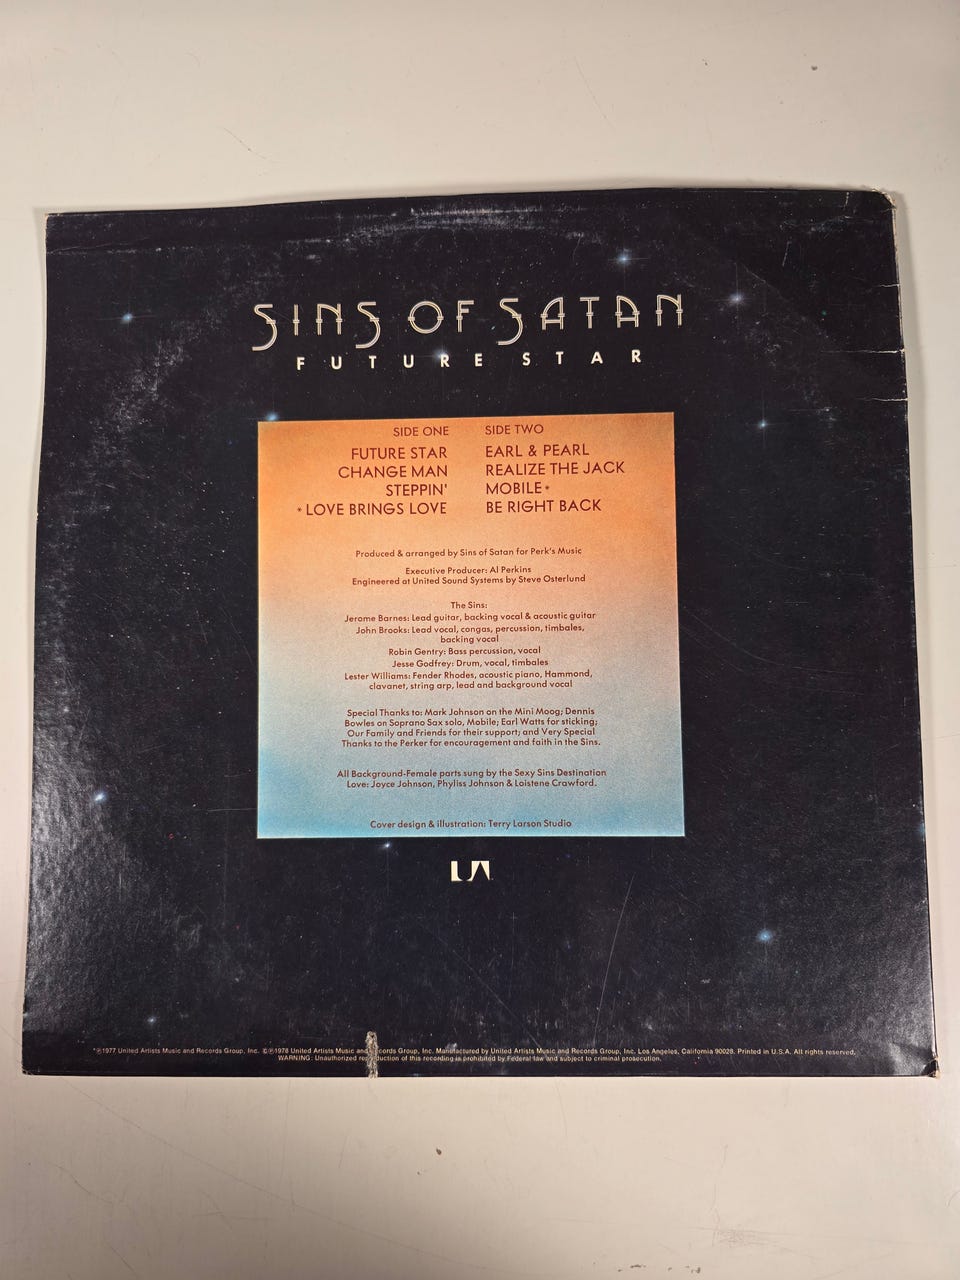 SINS OF SATAN
FUTURE STAR
SIDE ONE
FUTURE STAR
CHANGE MAN
STEPPIN'
* LOVE BRINGS LOVE
SIDE TWO
EARL & PEARL
REALIZE THE JACK
MOBILE *
BE RIGHT BACK
Produced & arranged by Sins of Satan for Perk's Music
Executive Producer: Al Perkins
Engineered at United Sound Systems by Steve Osterlund
The Sins:
Jerome Barnes: Lead guitar, backing vocal & acoustic guitar
John Brooks: Lead vocal, congas, percussion, timbales,
backing vocal
Robin Gentry: Bass percussion, vocal
Jesse Godfrey: Drum, vocal, timbales
Lester Williams: Fender Rhodes, acoustic piano, Hammond,
clavanet, string arp, lead and background vocal
Special Thanks to: Mark Johnson on the Mini Moog; Dennis
Bowles on Soprano Sax solo, Mobile; Earl Watts for sticking;
Our Family and Friends for their support; and Very Special
Thanks to the Perker for encouragement and faith in the Sins.
All Background-Female parts sung by the Sexy Sins Destination
Love: Joyce Johnson, Phyliss Johnson & Loistene Crawford.
Cover design & illustration: Terry Larson Studio
UA
*℗1977 United Artists Music and Records Group, Inc. ©℗1978 United Artists Music and Records Group, Inc. Manufactured by United Artists Music and Records Group, Inc. Los Angeles, California 90028. Printed in U.S.A. All rights reserved.
WARNING: Unauthorized reproduction of this recording is prohibited by Federal law and subject to criminal prosecution.